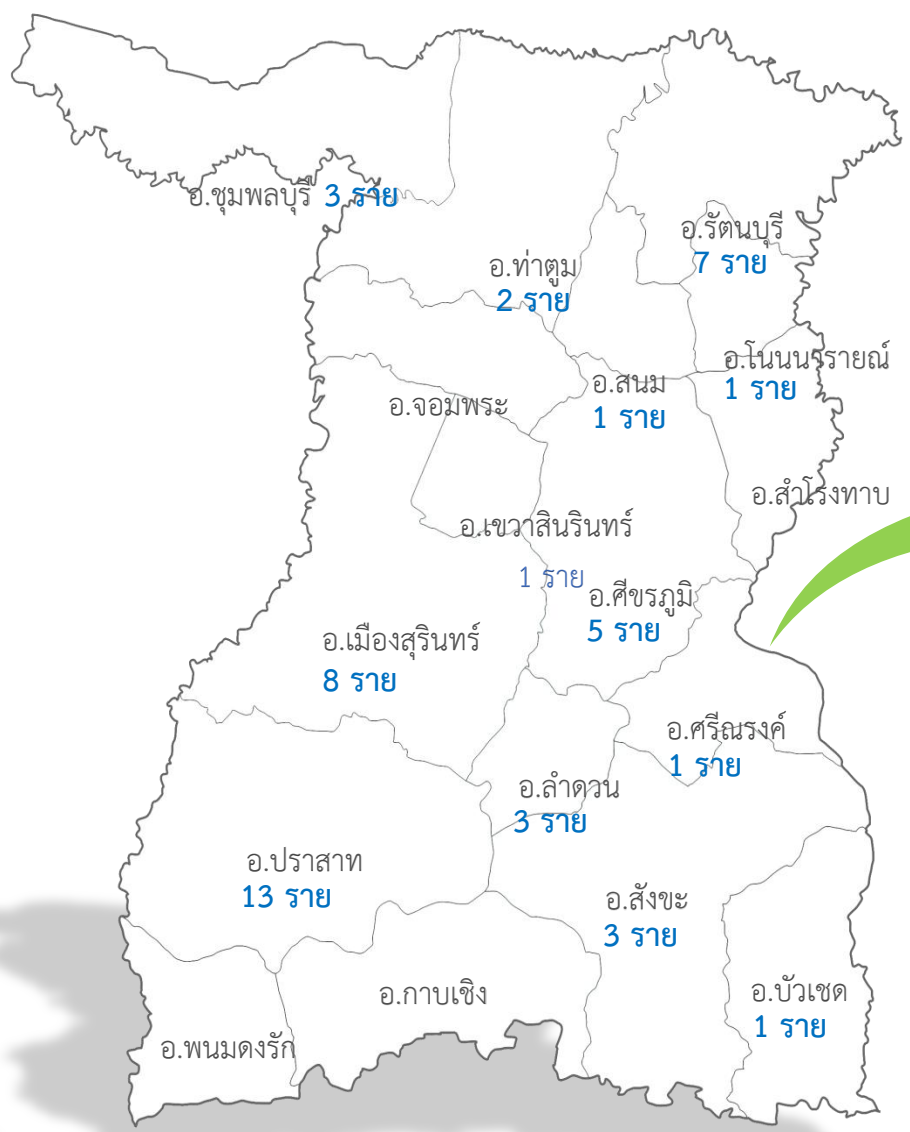 อ.ชุมพลบุรี 3 ราย
อ.รัตนบุรี
7 ราย
อ.ท่าตูม
2 ราย
อ.โนนนารายณ์
1 ราย
อ.สนม
1 ราย
อ.จอมพระ
อ.สำโรงทาบ
อ.เขวาสินรินทร์
1 ราย
อ.ศีขรภูมิ
5 ราย
อ.เมืองสุรินทร์
8 ราย
อ.ศรีณรงค์
1 ราย
อ.ลำดวน
3 ราย
อ.ปราสาท
13 ราย
อ.สังขะ
3 ราย
อ.กาบเชิง
อ.บัวเชด
1 ราย
อ.พนมดงรัก